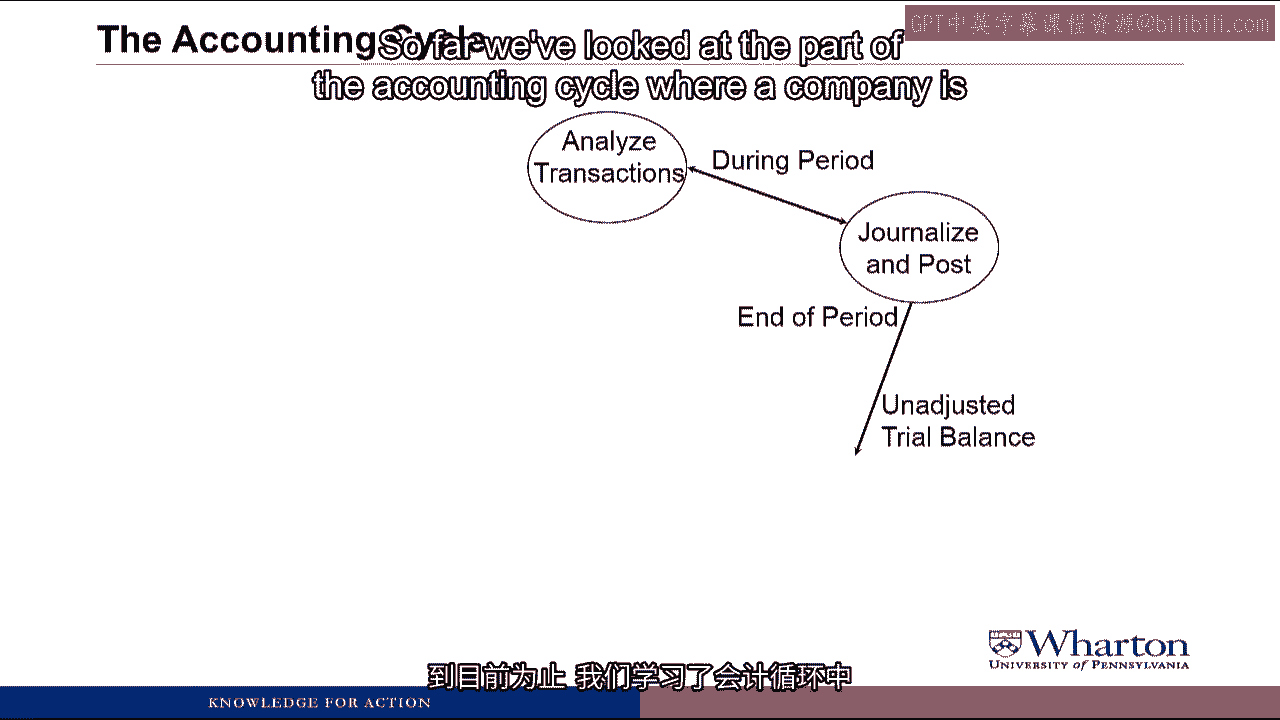 The Accounting Cycle
GPT中英字幕课程资源@bilibili.com
So far we've looked at the part of
the accounting cycle where a company is
Analyze
Transactions
During Period
Journalize
and Post
End of Period
Unadjusted
Trial Balance
Wharton
UNIVERSITY of PENNSYLVANIA
到目前为止 我们学习了会计循环中
KNOWLEDGE FOR ACTION